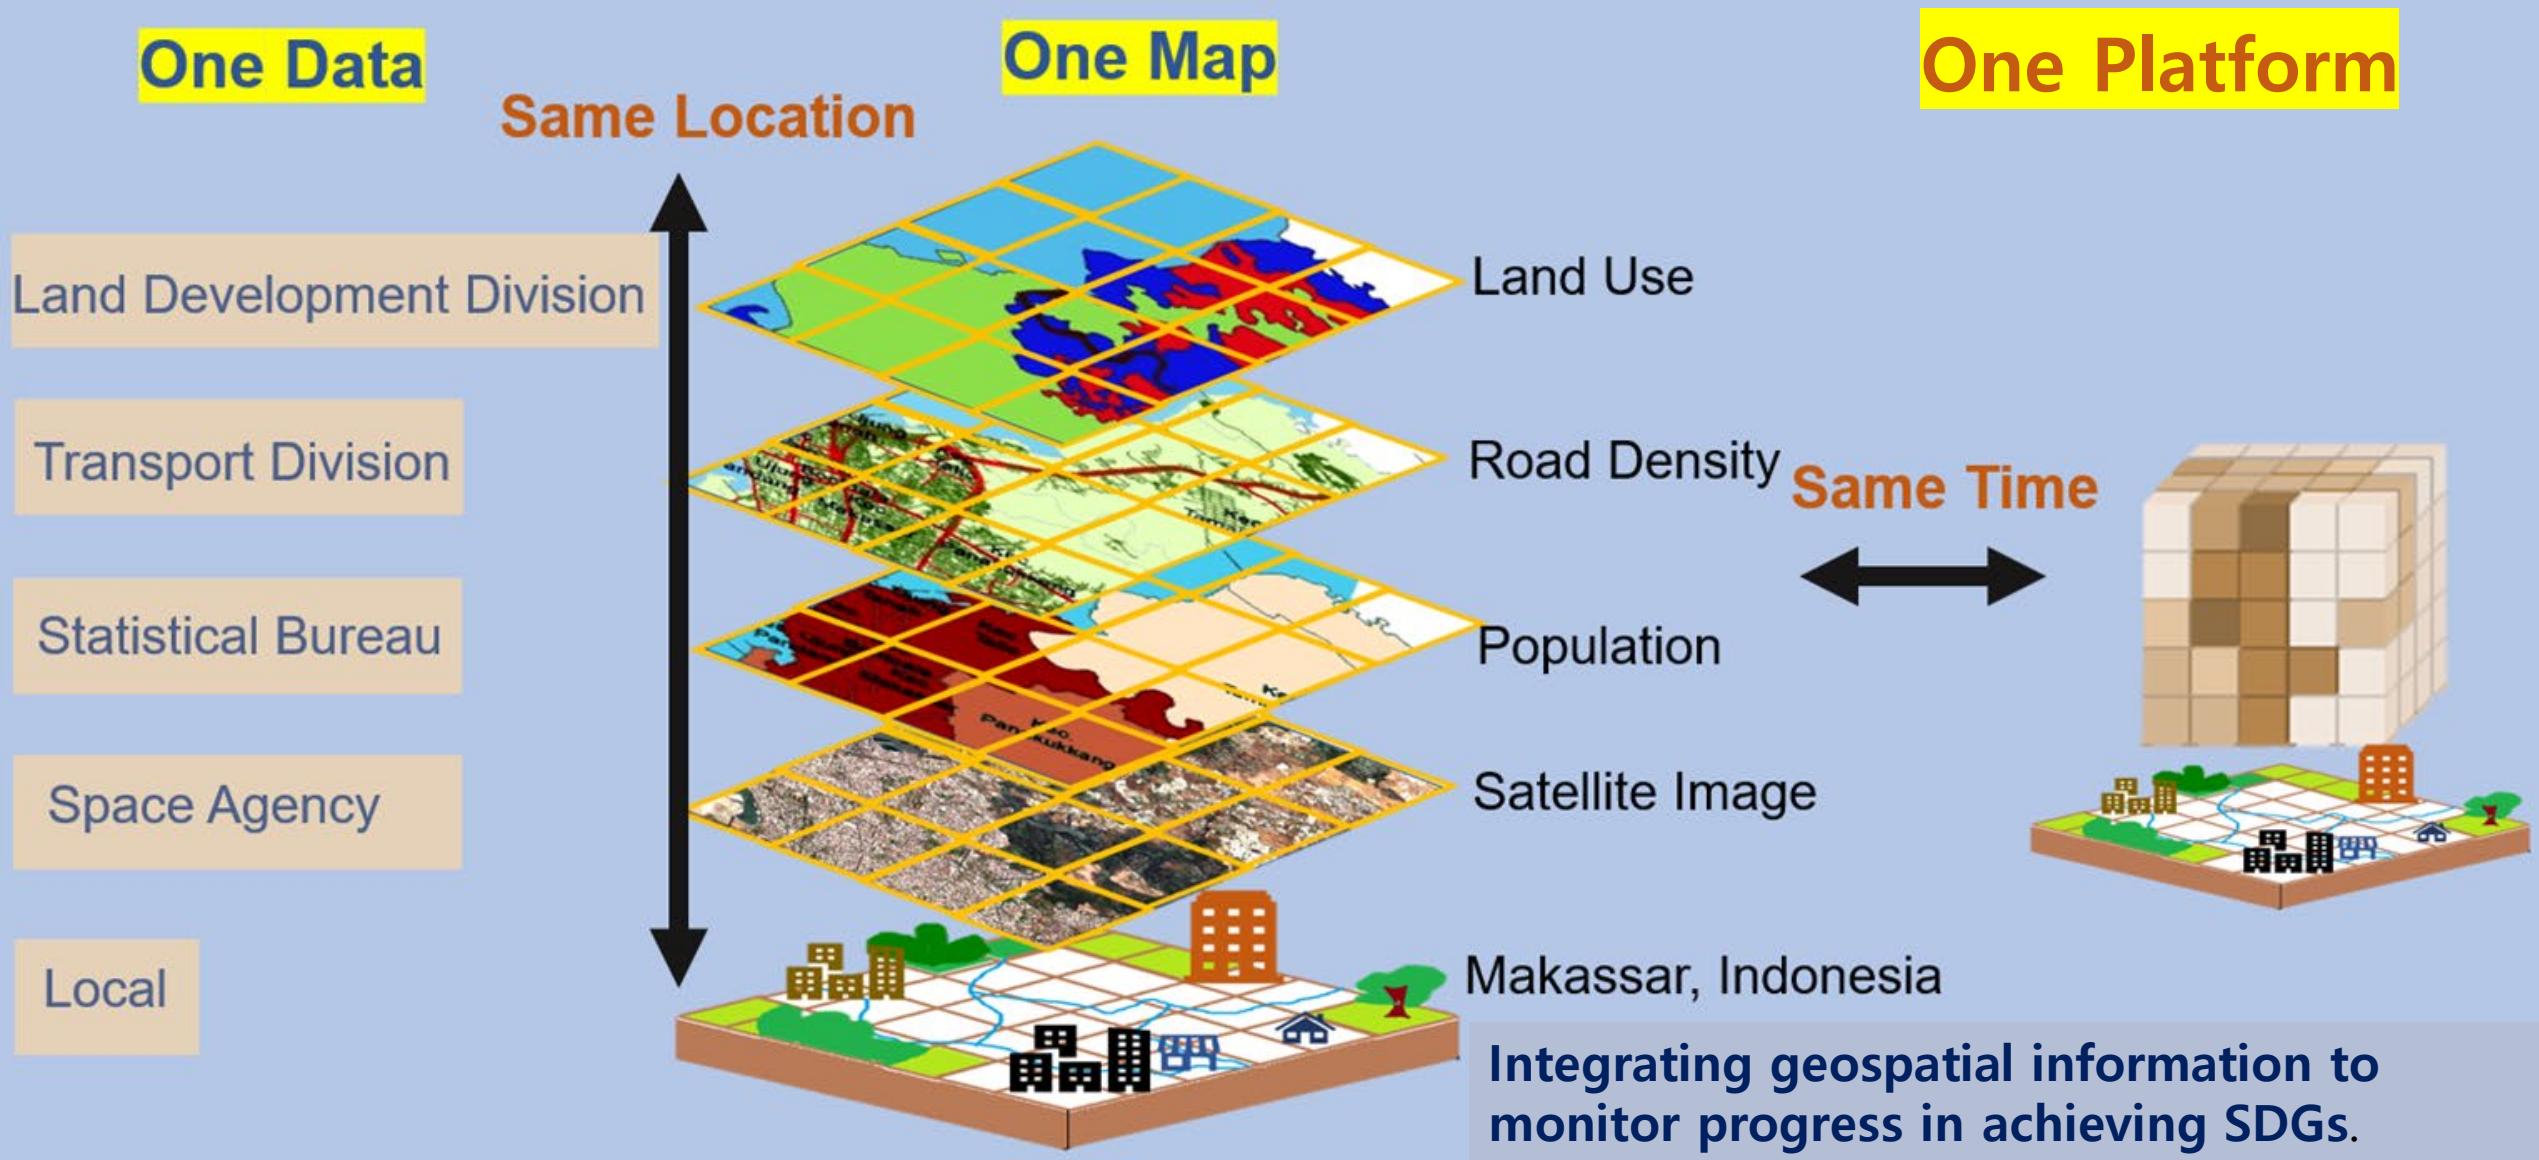 One Data
One Map
One Platform
Same Location
Land Development Division
Land Use
Transport Division
Road Density
Same Time
Statistical Bureau
Population
Space Agency
Satellite Image
Local
Makassar, Indonesia
Integrating geospatial information to
monitor progress in achieving SDGs.